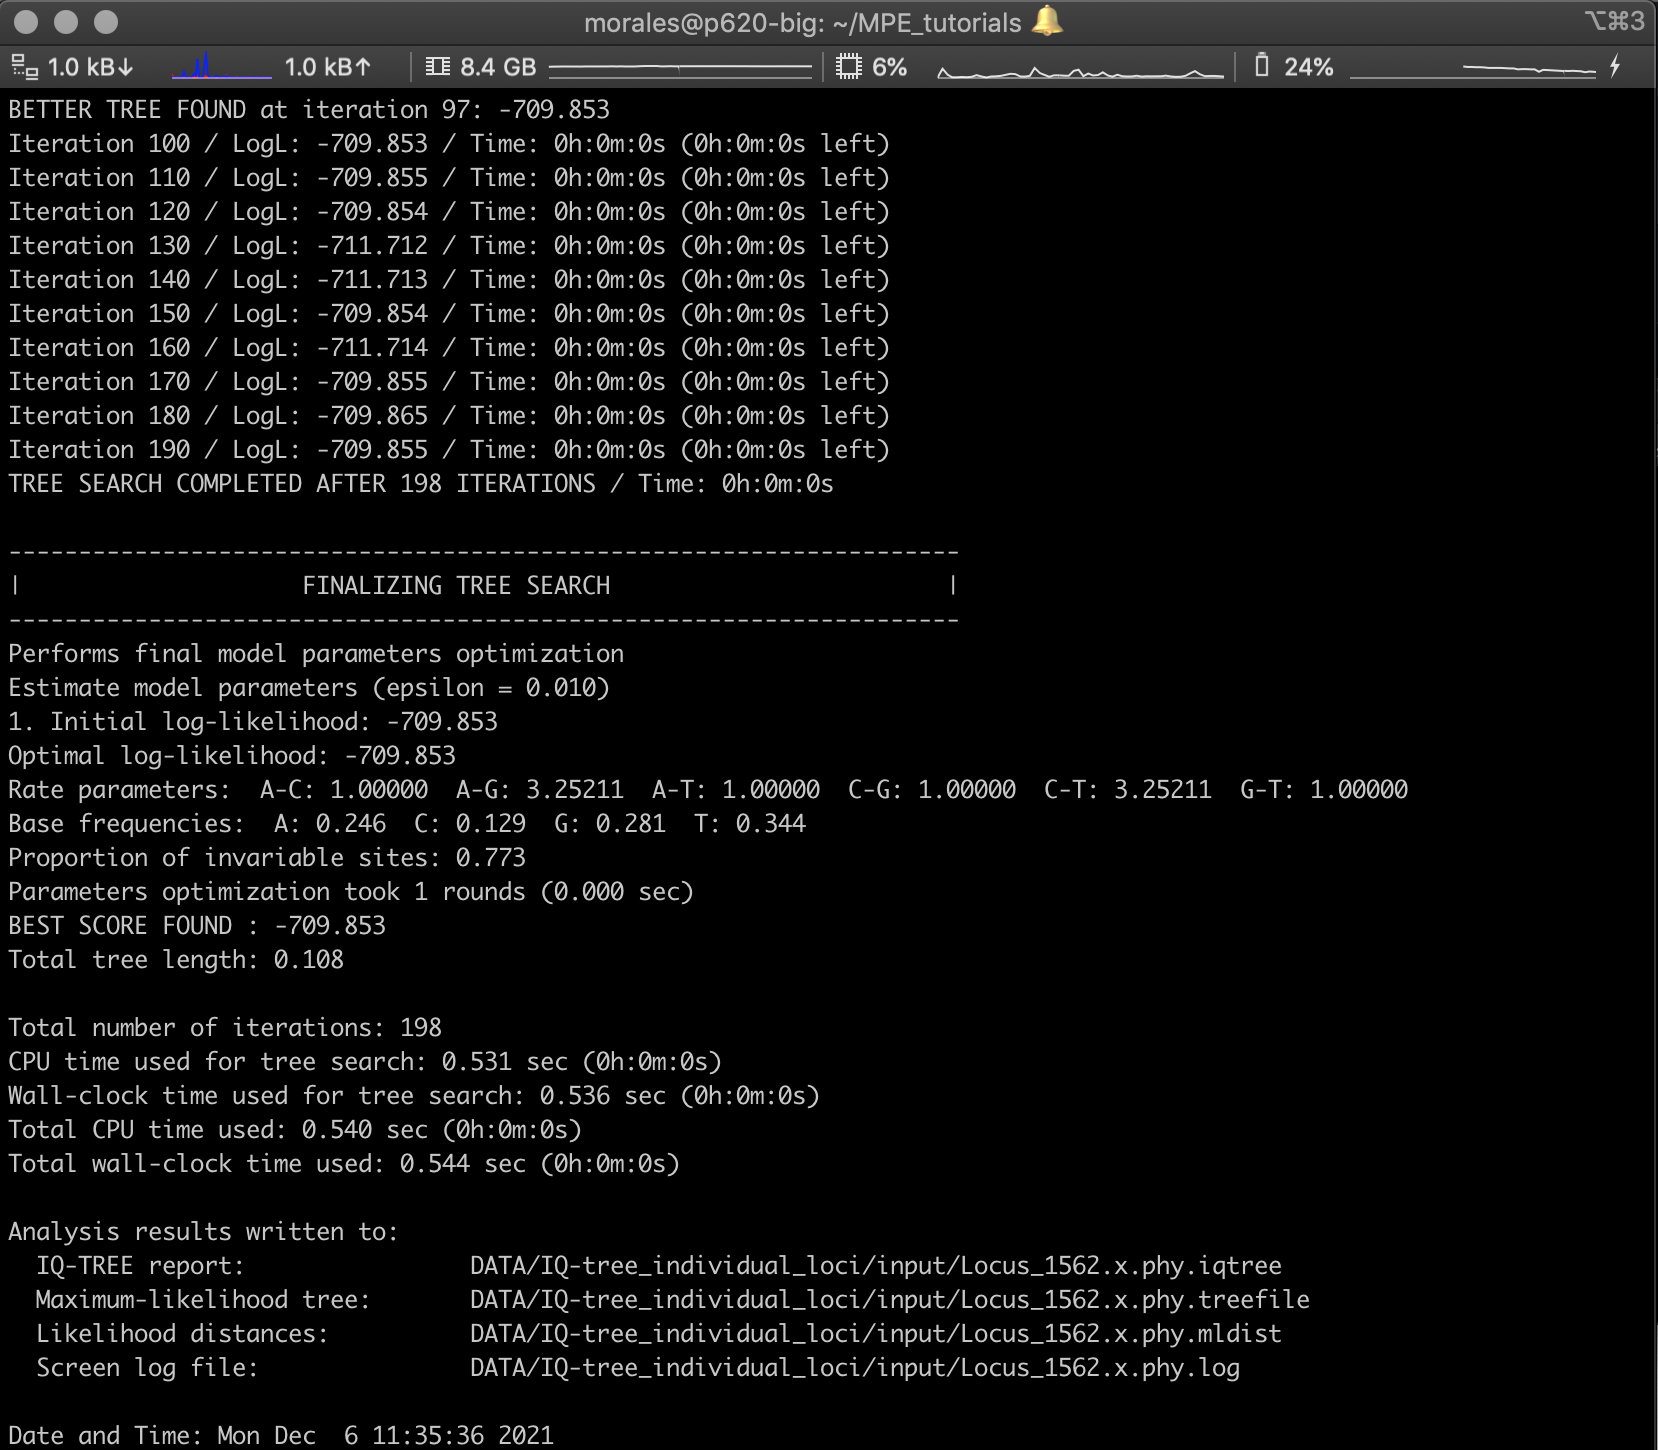 morales@p620-big: ~/MPE_tutorials 🔔 ⌥⌘3
1.0 kB↓ 1.0 kB↑ 8.4 GB 6% 24%
BETTER TREE FOUND at iteration 97: -709.853
Iteration 100 / LogL: -709.853 / Time: 0h:0m:0s (0h:0m:0s left)
Iteration 110 / LogL: -709.855 / Time: 0h:0m:0s (0h:0m:0s left)
Iteration 120 / LogL: -709.854 / Time: 0h:0m:0s (0h:0m:0s left)
Iteration 130 / LogL: -711.712 / Time: 0h:0m:0s (0h:0m:0s left)
Iteration 140 / LogL: -711.713 / Time: 0h:0m:0s (0h:0m:0s left)
Iteration 150 / LogL: -709.854 / Time: 0h:0m:0s (0h:0m:0s left)
Iteration 160 / LogL: -711.714 / Time: 0h:0m:0s (0h:0m:0s left)
Iteration 170 / LogL: -709.855 / Time: 0h:0m:0s (0h:0m:0s left)
Iteration 180 / LogL: -709.865 / Time: 0h:0m:0s (0h:0m:0s left)
Iteration 190 / LogL: -709.855 / Time: 0h:0m:0s (0h:0m:0s left)
TREE SEARCH COMPLETED AFTER 198 ITERATIONS / Time: 0h:0m:0s
--------------------------------------------------------------------
|                    FINALIZING TREE SEARCH                        |
--------------------------------------------------------------------
Performs final model parameters optimization
Estimate model parameters (epsilon = 0.010)
1. Initial log-likelihood: -709.853
Optimal log-likelihood: -709.853
Rate parameters:  A-C: 1.00000  A-G: 3.25211  A-T: 1.00000  C-G: 1.00000  C-T: 3.25211  G-T: 1.00000
Base frequencies:  A: 0.246  C: 0.129  G: 0.281  T: 0.344
Proportion of invariable sites: 0.773
Parameters optimization took 1 rounds (0.000 sec)
BEST SCORE FOUND : -709.853
Total tree length: 0.108
Total number of iterations: 198
CPU time used for tree search: 0.531 sec (0h:0m:0s)
Wall-clock time used for tree search: 0.536 sec (0h:0m:0s)
Total CPU time used: 0.540 sec (0h:0m:0s)
Total wall-clock time used: 0.544 sec (0h:0m:0s)
Analysis results written to:
  IQ-TREE report:                DATA/IQ-tree_individual_loci/input/Locus_1562.x.phy.iqtree
  Maximum-likelihood tree:       DATA/IQ-tree_individual_loci/input/Locus_1562.x.phy.treefile
  Likelihood distances:          DATA/IQ-tree_individual_loci/input/Locus_1562.x.phy.mldist
  Screen log file:               DATA/IQ-tree_individual_loci/input/Locus_1562.x.phy.log
Date and Time: Mon Dec  6 11:35:36 2021